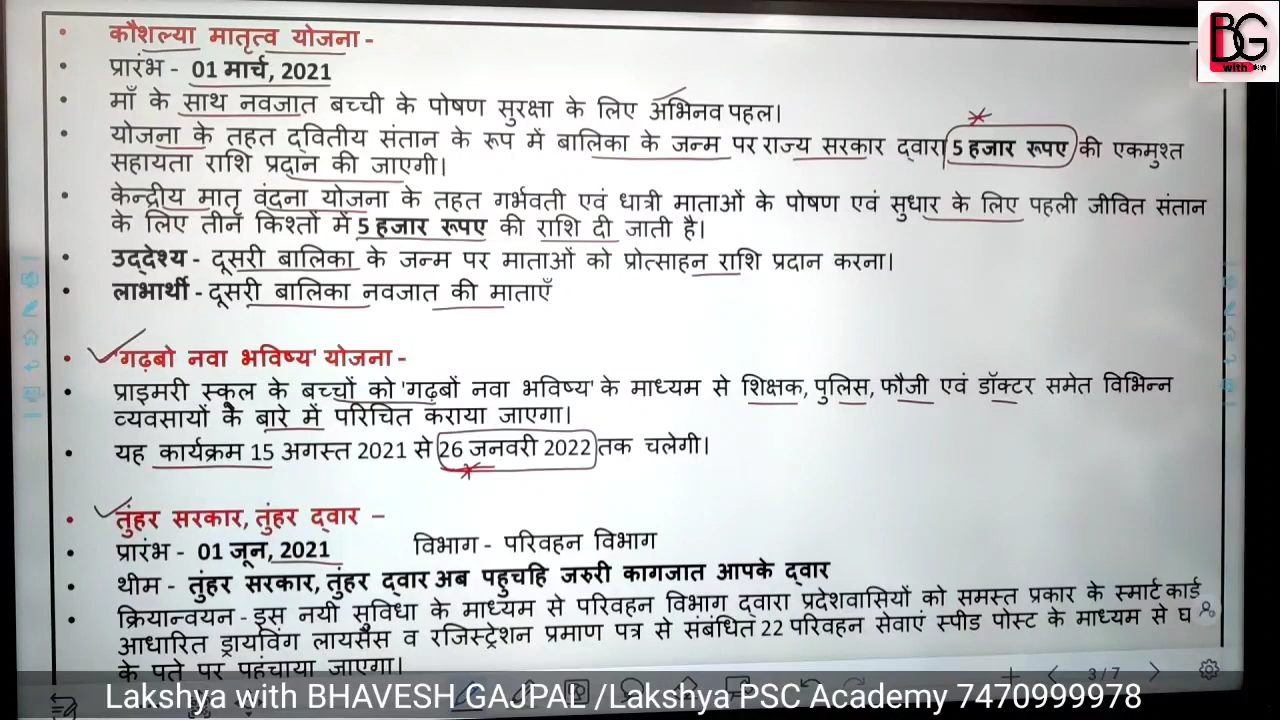 BG
with
कौशल्या मातृत्व योजना -
प्रारंभ - 01 मार्च, 2021
माँ के साथ नवजात बच्ची के पोषण सुरक्षा के लिए अभिनव पहल।
योजना के तहत द्वितीय संतान के रूप में बालिका के जन्म पर राज्य सरकार द्वारा 5 हजार रूपए की एकमुश्त
सहायता राशि प्रदान की जाएगी।
केन्द्रीय मातृ वंदना योजना के तहत गर्भवती एवं धात्री माताओं के पोषण एवं सुधार के लिए पहली जीवित संतान
के लिए तीन किश्तों में 5 हजार रूपए की राशि दी जाती है।
उद्देश्य - दूसरी बालिका के जन्म पर माताओं को प्रोत्साहन राशि प्रदान करना।
लाभार्थी - दूसरी बालिका नवजात की माताएँ
'गढ़बो नवा भविष्य' योजना -
प्राइमरी स्कूल के बच्चों को 'गढ़बों नवा भविष्य' के माध्यम से शिक्षक, पुलिस, फौजी एवं डॉक्टर समेत विभिन्न
व्यवसायों के बारे में परिचित कराया जाएगा।
यह कार्यक्रम 15 अगस्त 2021 से 26 जनवरी 2022 तक चलेगी।
तुंहर सरकार, तुंहर द्वार –
प्रारंभ - 01 जून, 2021 विभाग - परिवहन विभाग
थीम - तुंहर सरकार, तुंहर द्वार अब पहुचहि जरुरी कागजात आपके द्वार
क्रियान्वयन - इस नयी सुविधा के माध्यम से परिवहन विभाग द्वारा प्रदेशवासियों को समस्त प्रकार के स्मार्ट कार्ड
आधारित ड्रायविंग लायसेंस व रजिस्ट्रेशन प्रमाण पत्र से संबंधित 22 परिवहन सेवाएं स्पीड पोस्ट के माध्यम से घ
के पते पर पहुंचाया जाएगा।
3/7
Lakshya with BHAVESH GAJPAL /Lakshya PSC Academy 7470999978